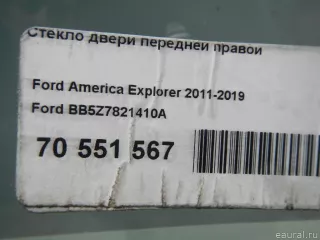 Стекло двери передней правой
Ford America Explorer 2011-2019
Ford BB5Z7821410A
70 551 567
eaural.ru